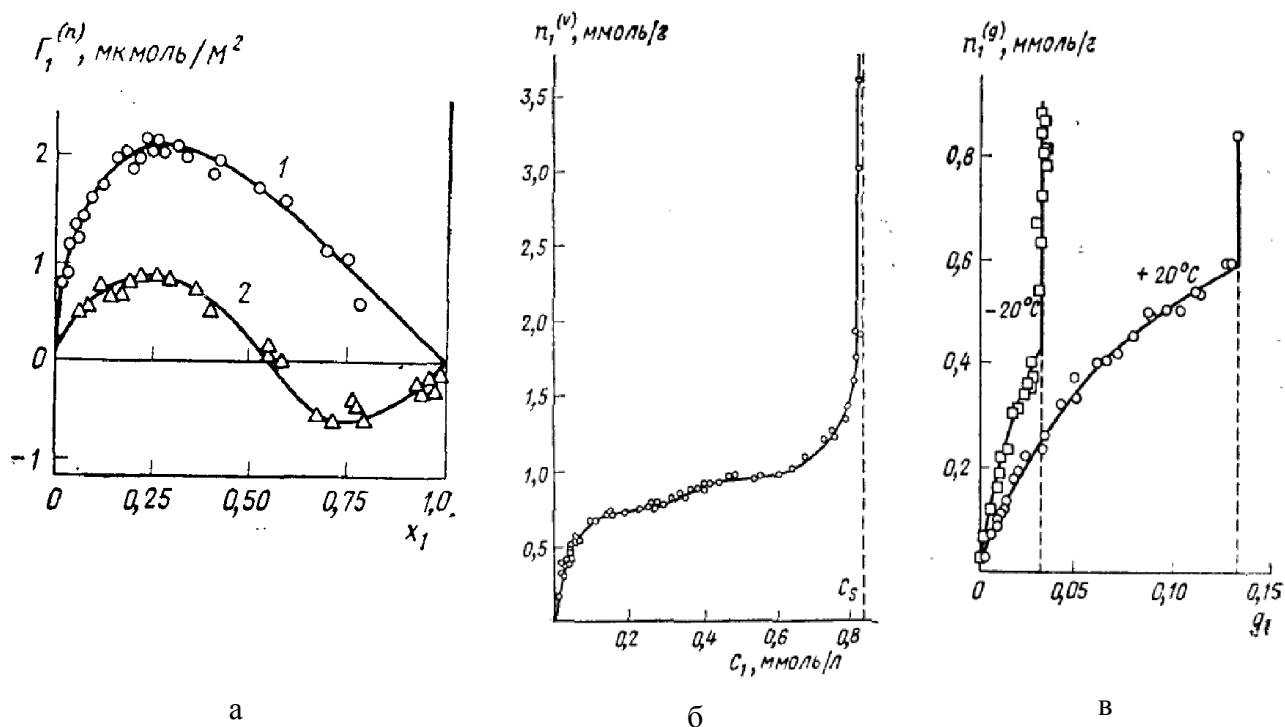 Γ₁⁽ⁿ⁾, мкмоль/м²
2
1
0
-1
0
0,25
0,50
0,75
1,0
x₁
1
2
а
n₁⁽ᵛ⁾, ммоль/г
3,5
3,0
2,5
2,0
1,5
1,0
0,5
0,2
0,4
0,6
0,8
Cₛ
C₁, ммоль/л
б
n₁⁽ᵍ⁾, ммоль/г
0,8
0,6
0,4
0,2
-20°C
+20°C
0
0,05
0,10
0,15
g₁
в